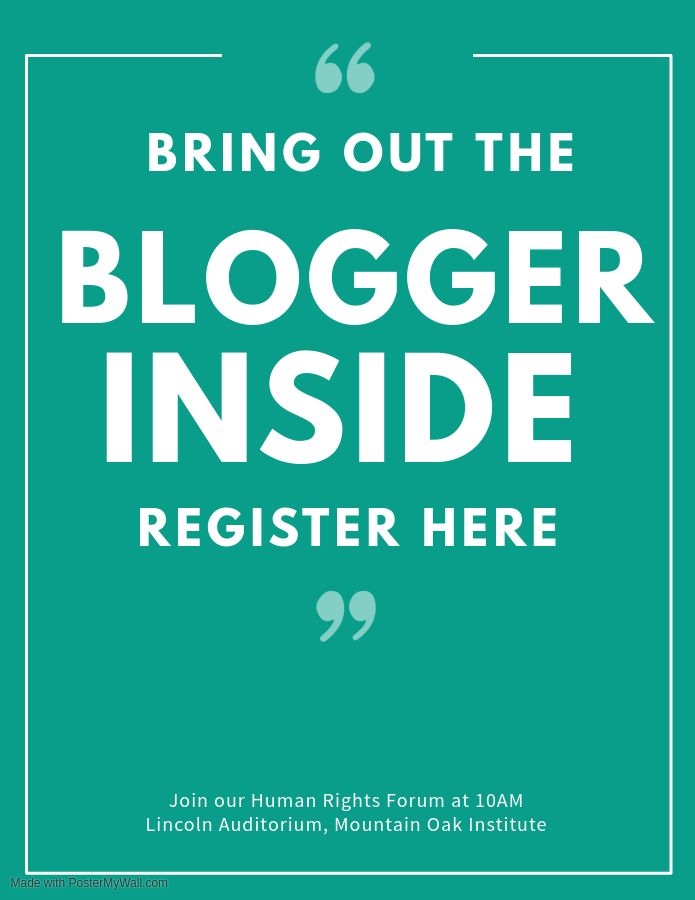 “
BRING OUT THE
BLOGGER
INSIDE
REGISTER HERE
”
Join our Human Rights Forum at 10AM
Lincoln Auditorium, Mountain Oak Institute
Made with PosterMyWall.com